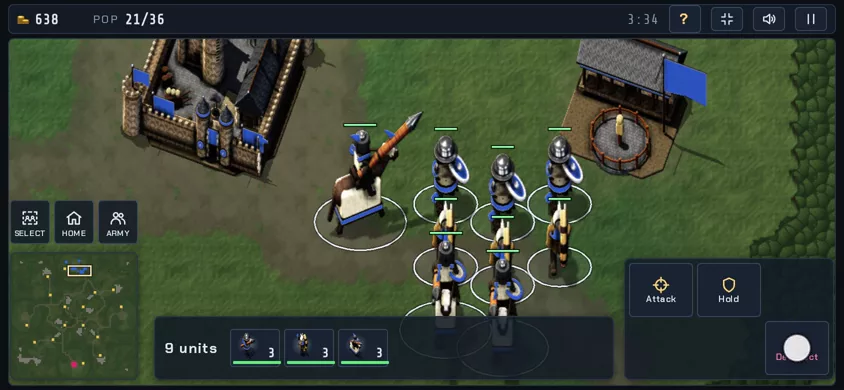 638 POP 21/36 3:34 ?
SELECT HOME ARMY
Attack Hold
9 units 3 3 3